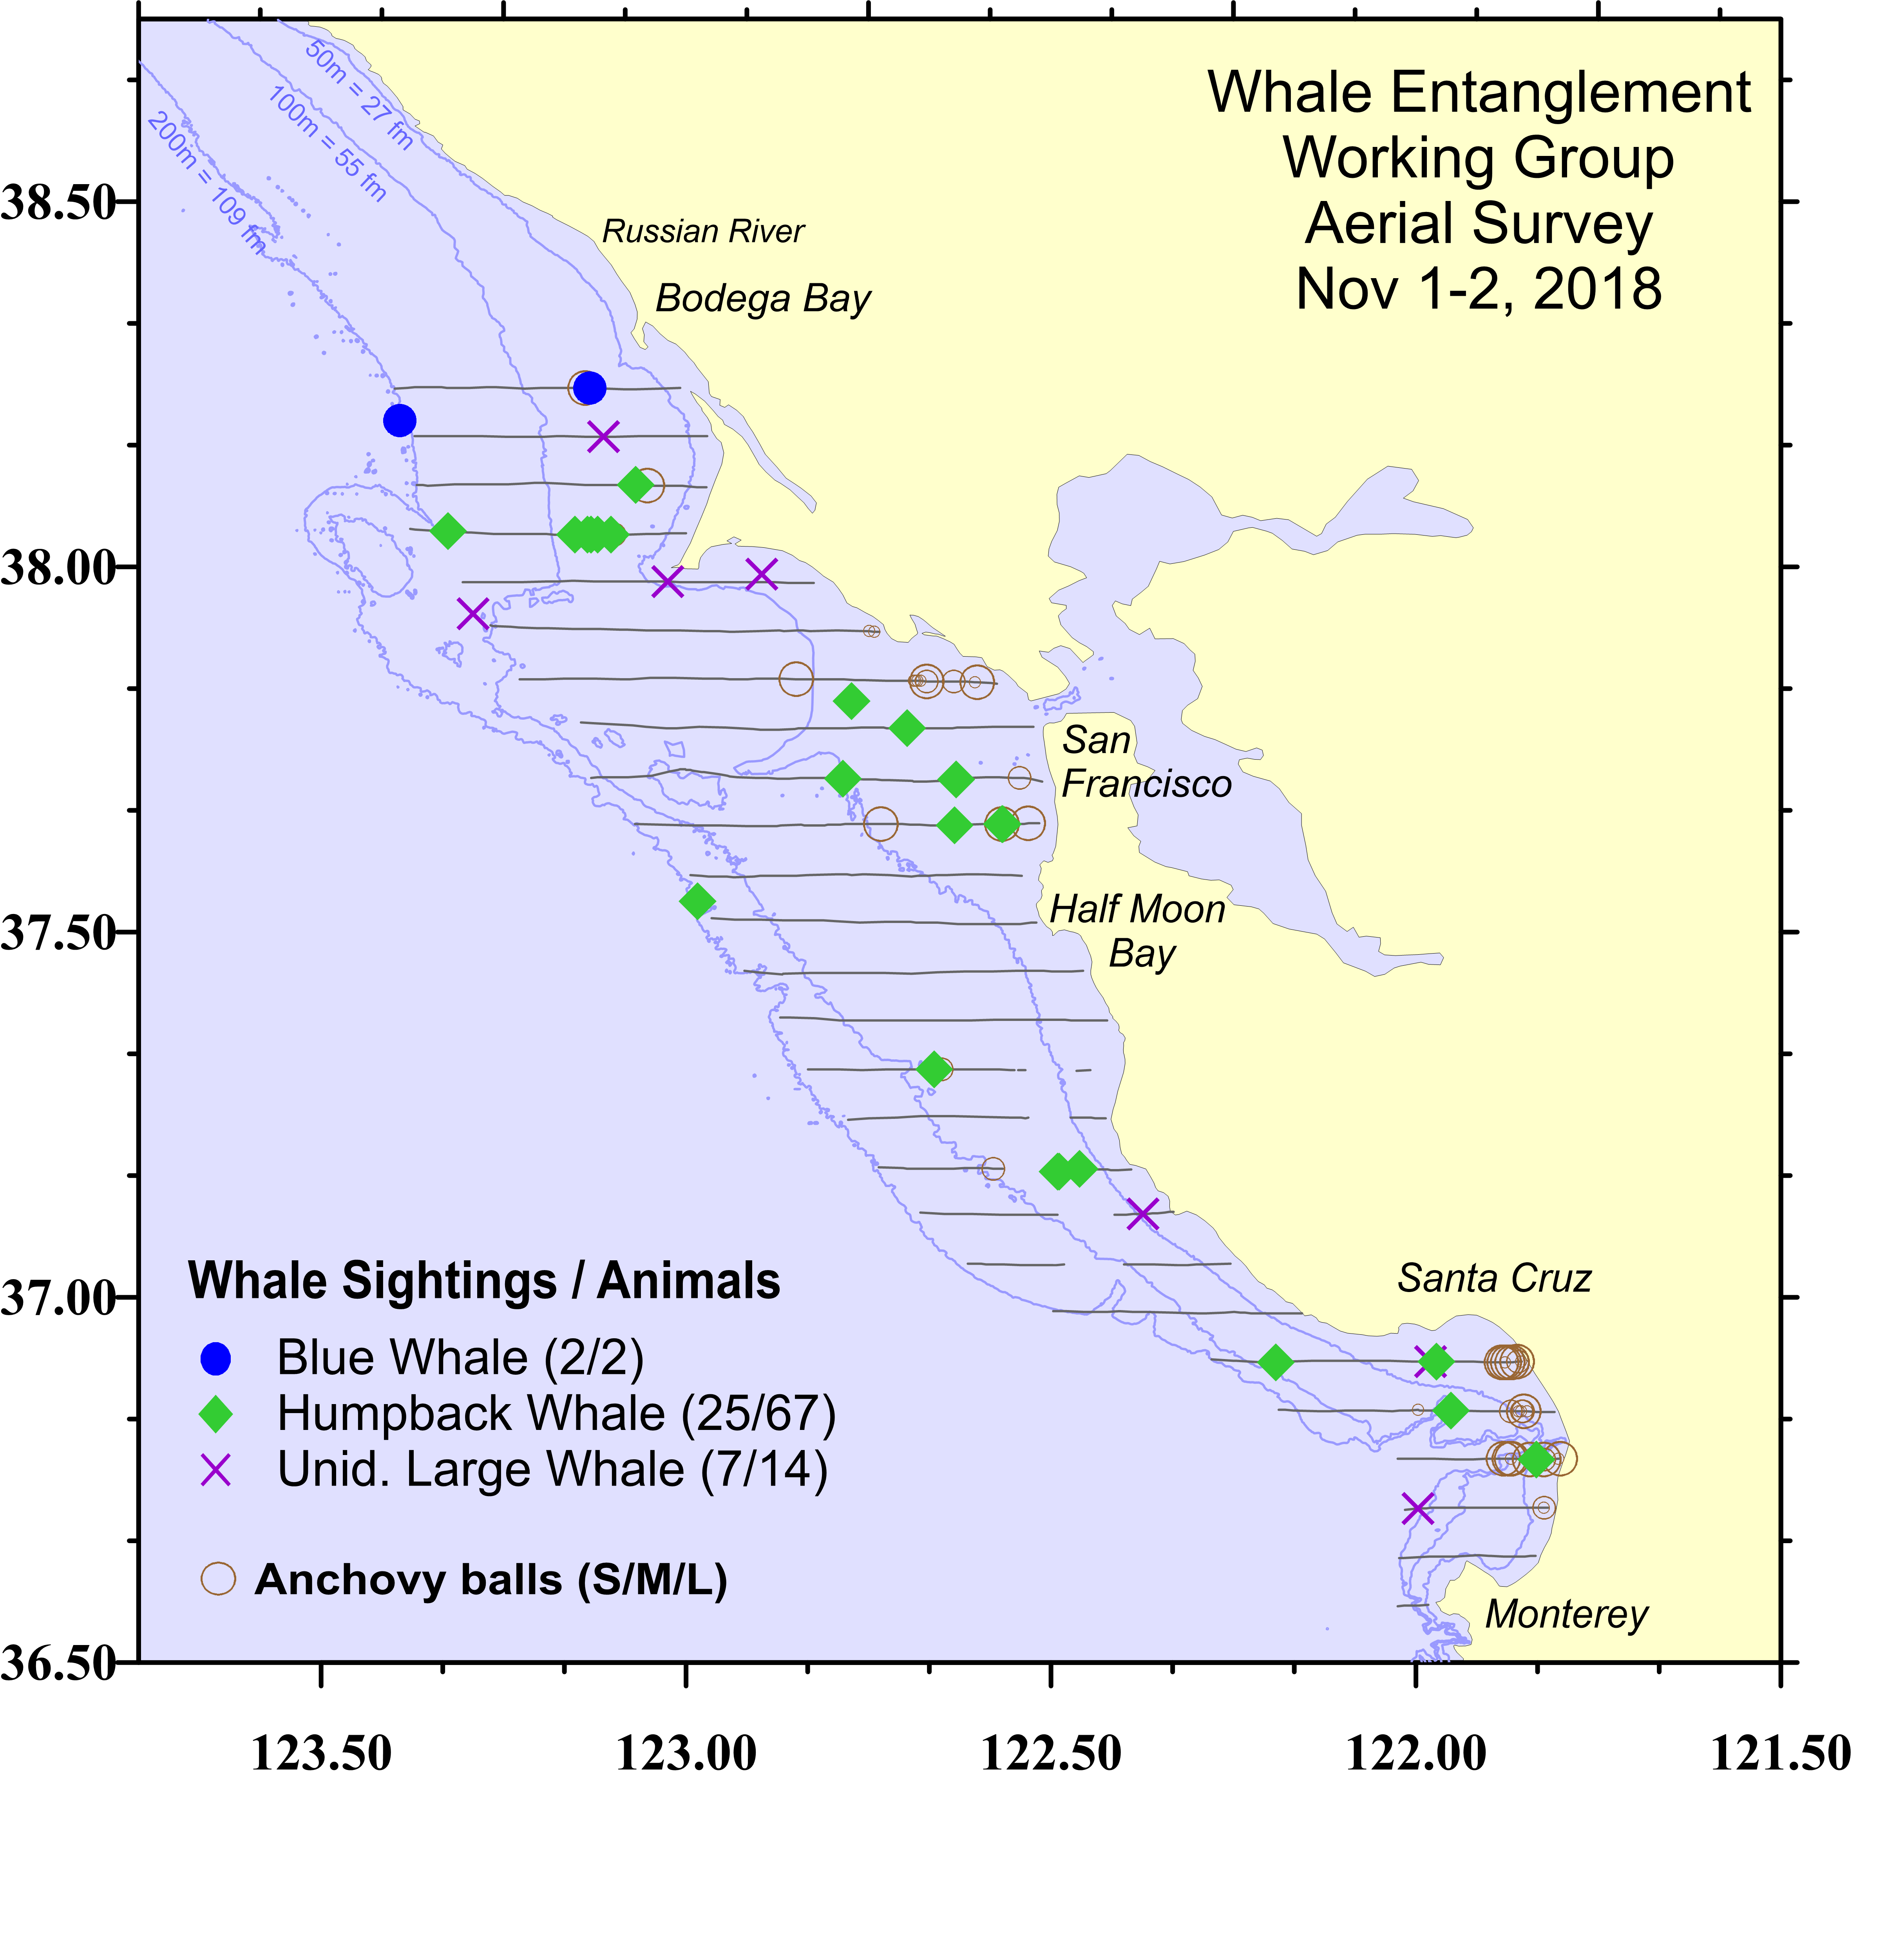 Whale Entanglement
Working Group
Aerial Survey
Nov 1-2, 2018
50m = 27 fm
100m = 55 fm
200m = 109 fm
38.50
Russian River
Bodega Bay
38.00
San
Francisco
37.50
Half Moon
Bay
37.00
Santa Cruz
Whale Sightings / Animals
Blue Whale (2/2)
Humpback Whale (25/67)
Unid. Large Whale (7/14)
Anchovy balls (S/M/L)
Monterey
36.50
123.50 123.00 122.50 122.00 121.50